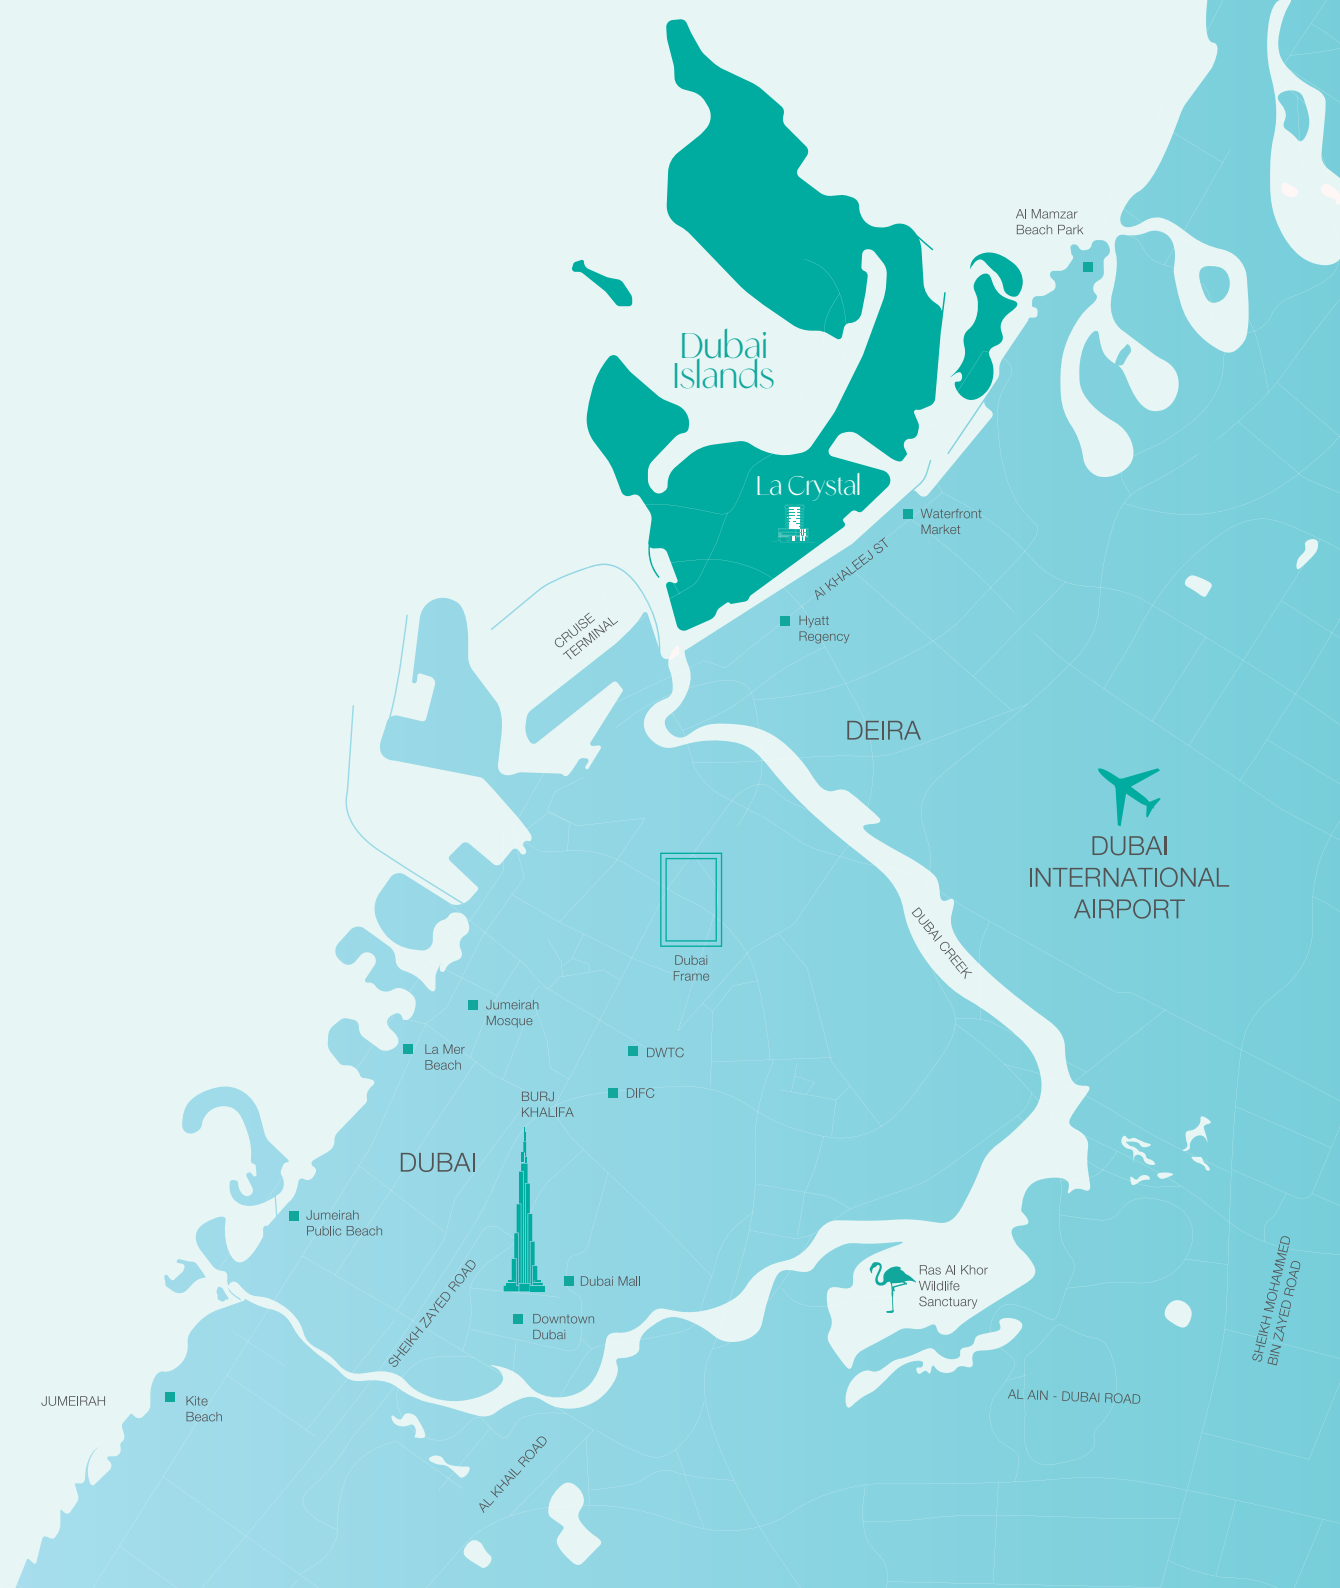 Al Mamzar
Beach Park
Dubai
Islands
La Crystal
Waterfront
Market
Al KHALEEJ ST
Hyatt
Regency
CRUISE
TERMINAL
DEIRA
DUBAI
INTERNATIONAL
AIRPORT
DUBAI CREEK
Dubai
Frame
Jumeirah
Mosque
La Mer
Beach
DWTC
DIFC
BURJ
KHALIFA
DUBAI
Jumeirah
Public Beach
Dubai Mall
Downtown
Dubai
SHEIKH ZAYED ROAD
Ras Al Khor
Wildlife
Sanctuary
SHEIKH MOHAMMED
BIN ZAYED ROAD
JUMEIRAH
Kite
Beach
AL AIN - DUBAI ROAD
AL KHAIL ROAD